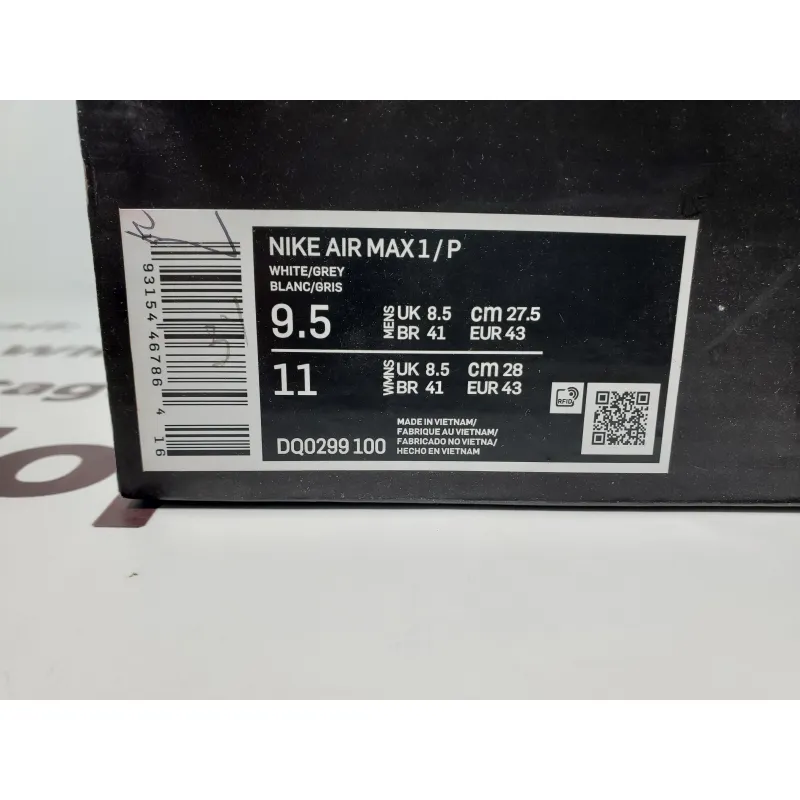 NIKE AIR MAX 1 / P
WHITE/GREY
BLANC/GRIS
9.5 MENS UK 8.5 cm 27.5
BR 41 EUR 43
11 WMNS UK 8.5 cm 28
BR 41 EUR 43
RFID
DQ0299 100
MADE IN VIETNAM/
FABRIQUE AU VIETNAM/
FABRICADO NO VIETNA/
HECHO EN VIETNAM
93154 46786 4 16